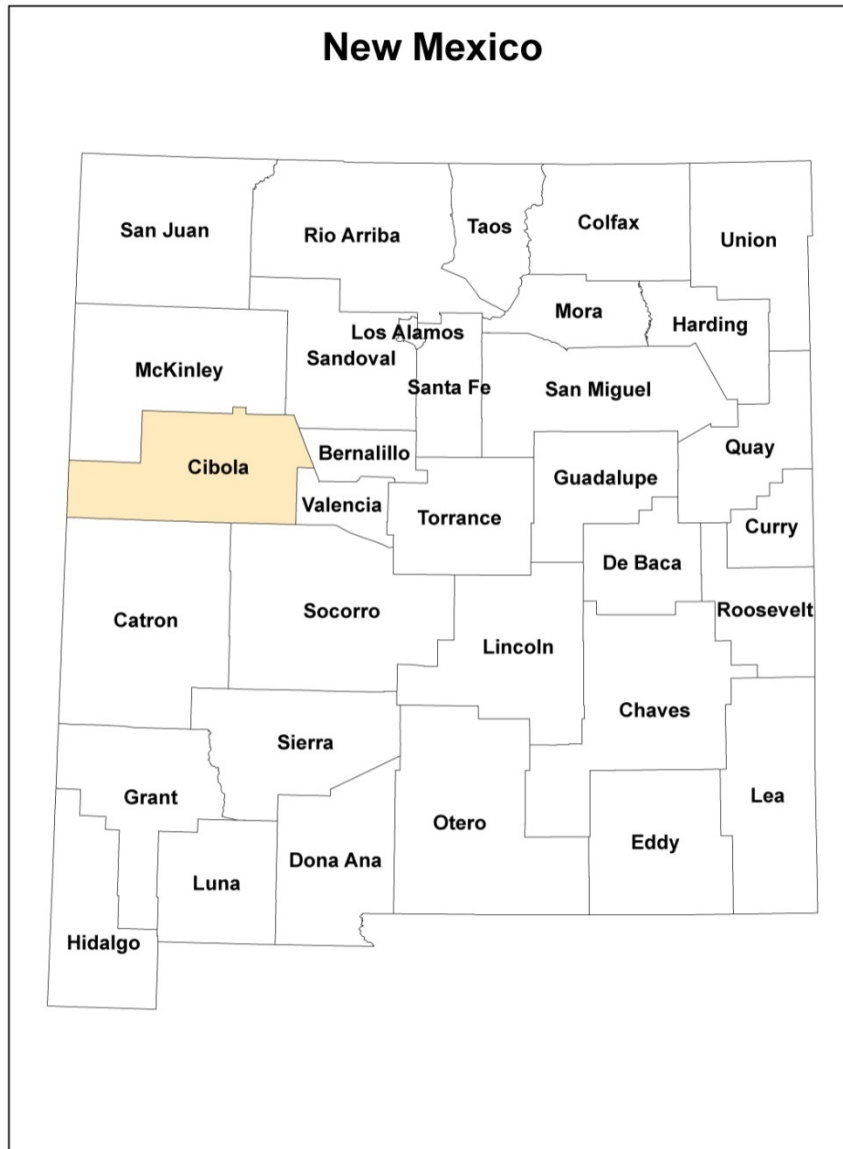 New Mexico
San Juan
Rio Arriba
Taos
Colfax
Union
Mora
Harding
Los Alamos
Sandoval
McKinley
Santa Fe
San Miguel
Quay
Bernalillo
Cibola
Guadalupe
Valencia
Torrance
Curry
De Baca
Roosevelt
Catron
Socorro
Lincoln
Chaves
Sierra
Grant
Lea
Otero
Eddy
Dona Ana
Luna
Hidalgo